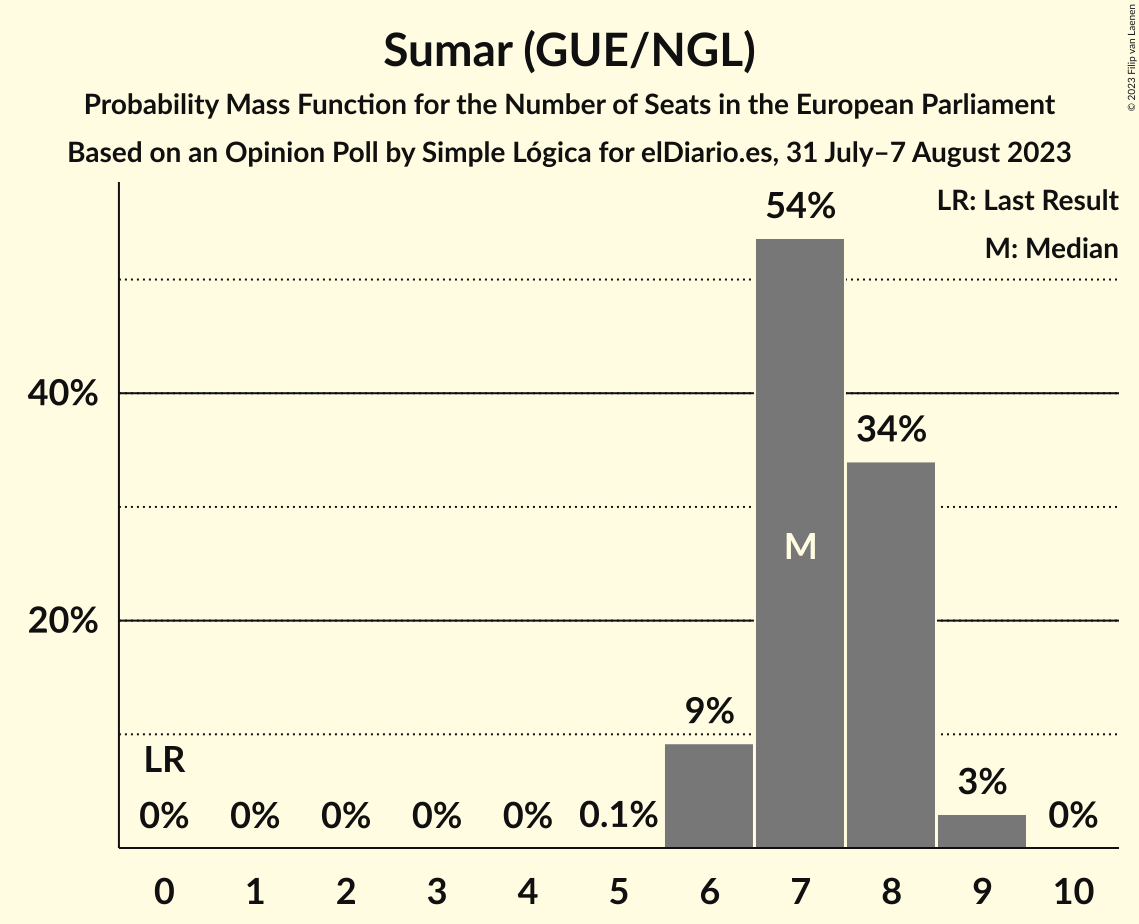 Sumar (GUE/NGL)
Probability Mass Function for the Number of Seats in the European Parliament
Based on an Opinion Poll by Simple Lógica for elDiario.es, 31 July–7 August 2023
© 2023 Filip van Laenen
LR: Last Result
M: Median
54%
40%
34%
M
20%
9%
LR
3%
0% 0% 0% 0% 0% 0.1% 0%
0 1 2 3 4 5 6 7 8 9 10